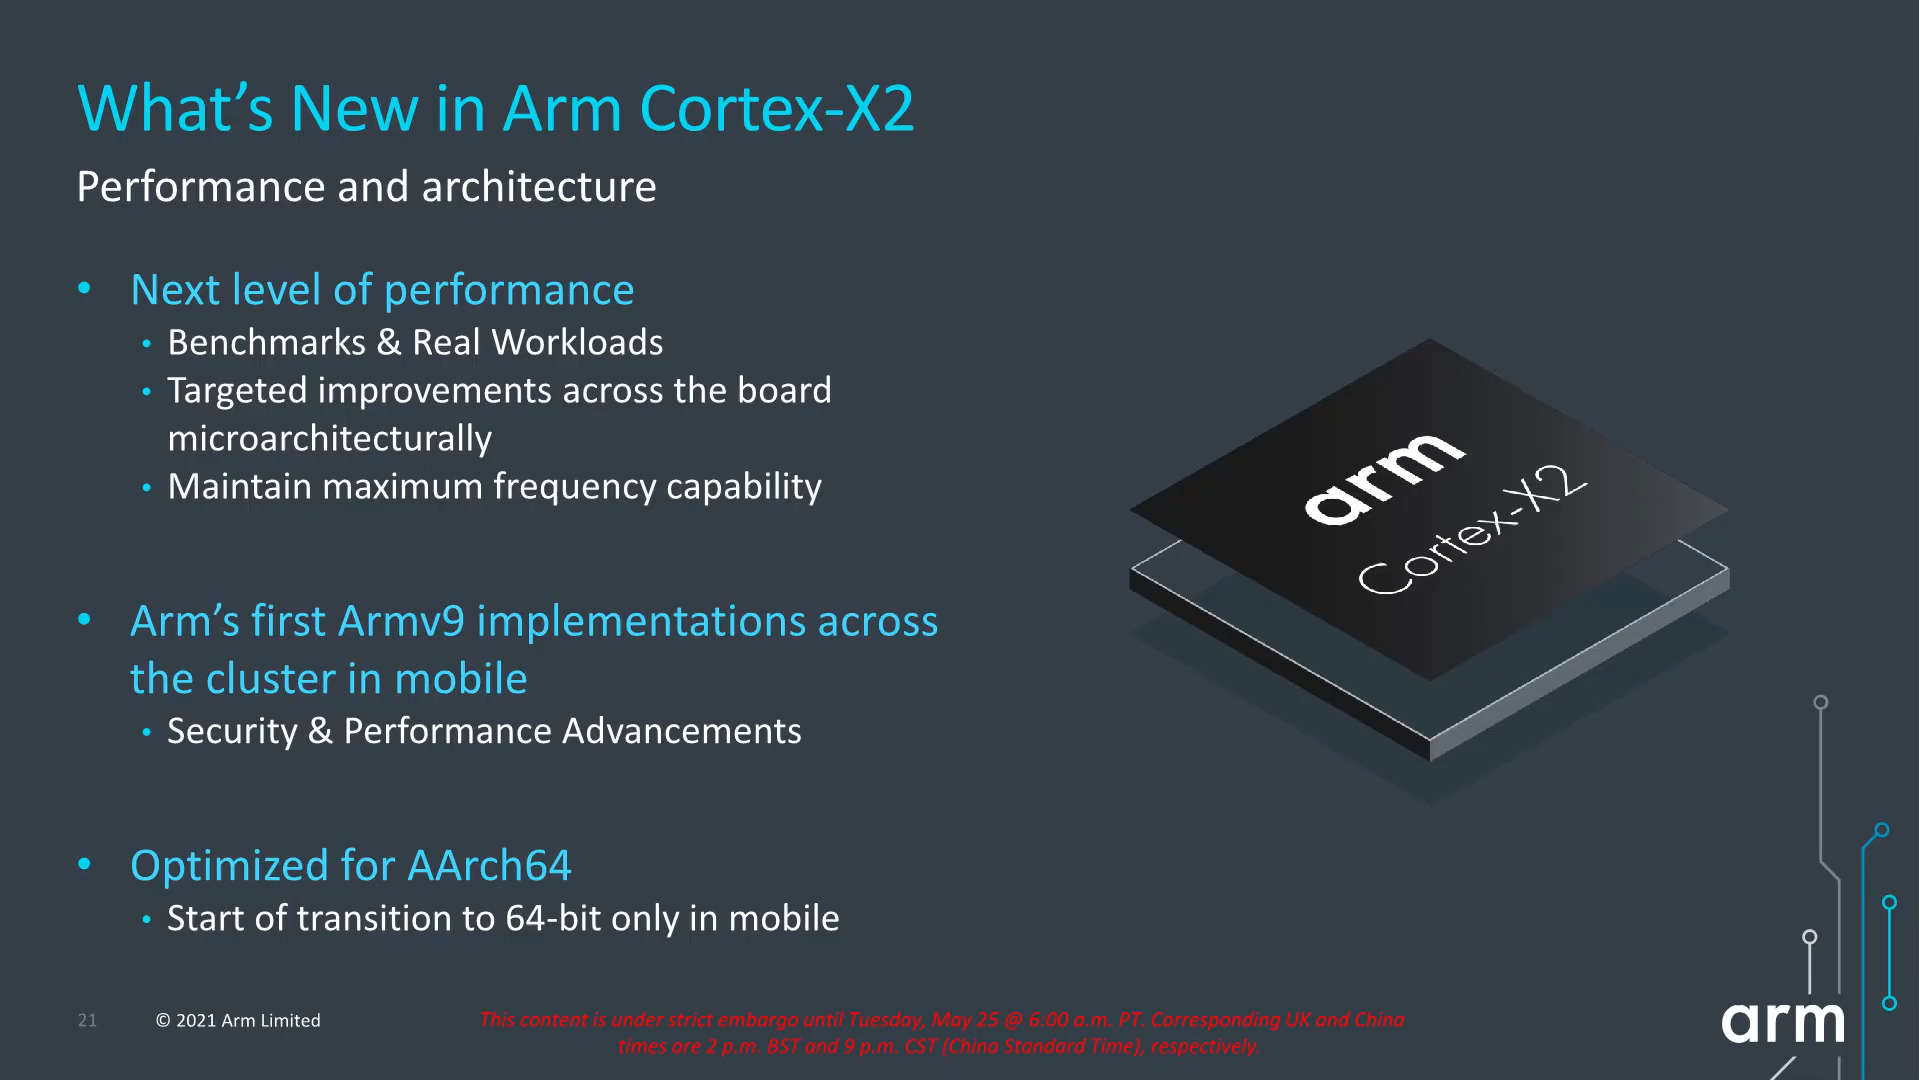 What’s New in Arm Cortex-X2
Performance and architecture
• Next level of performance
• Benchmarks & Real Workloads
• Targeted improvements across the board
microarchitecturally
• Maintain maximum frequency capability
• Arm’s first Armv9 implementations across
the cluster in mobile
• Security & Performance Advancements
• Optimized for AArch64
• Start of transition to 64-bit only in mobile
arm
Cortex-X2
21
© 2021 Arm Limited
This content is under strict embargo until Tuesday, May 25 @ 6:00 a.m. PT. Corresponding UK and China
times are 2 p.m. BST and 9 p.m. CST (China Standard Time), respectively.
arm